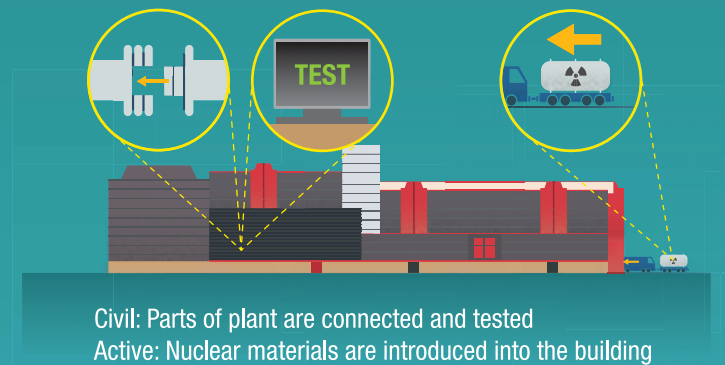 TEST
Civil: Parts of plant are connected and tested
Active: Nuclear materials are introduced into the building